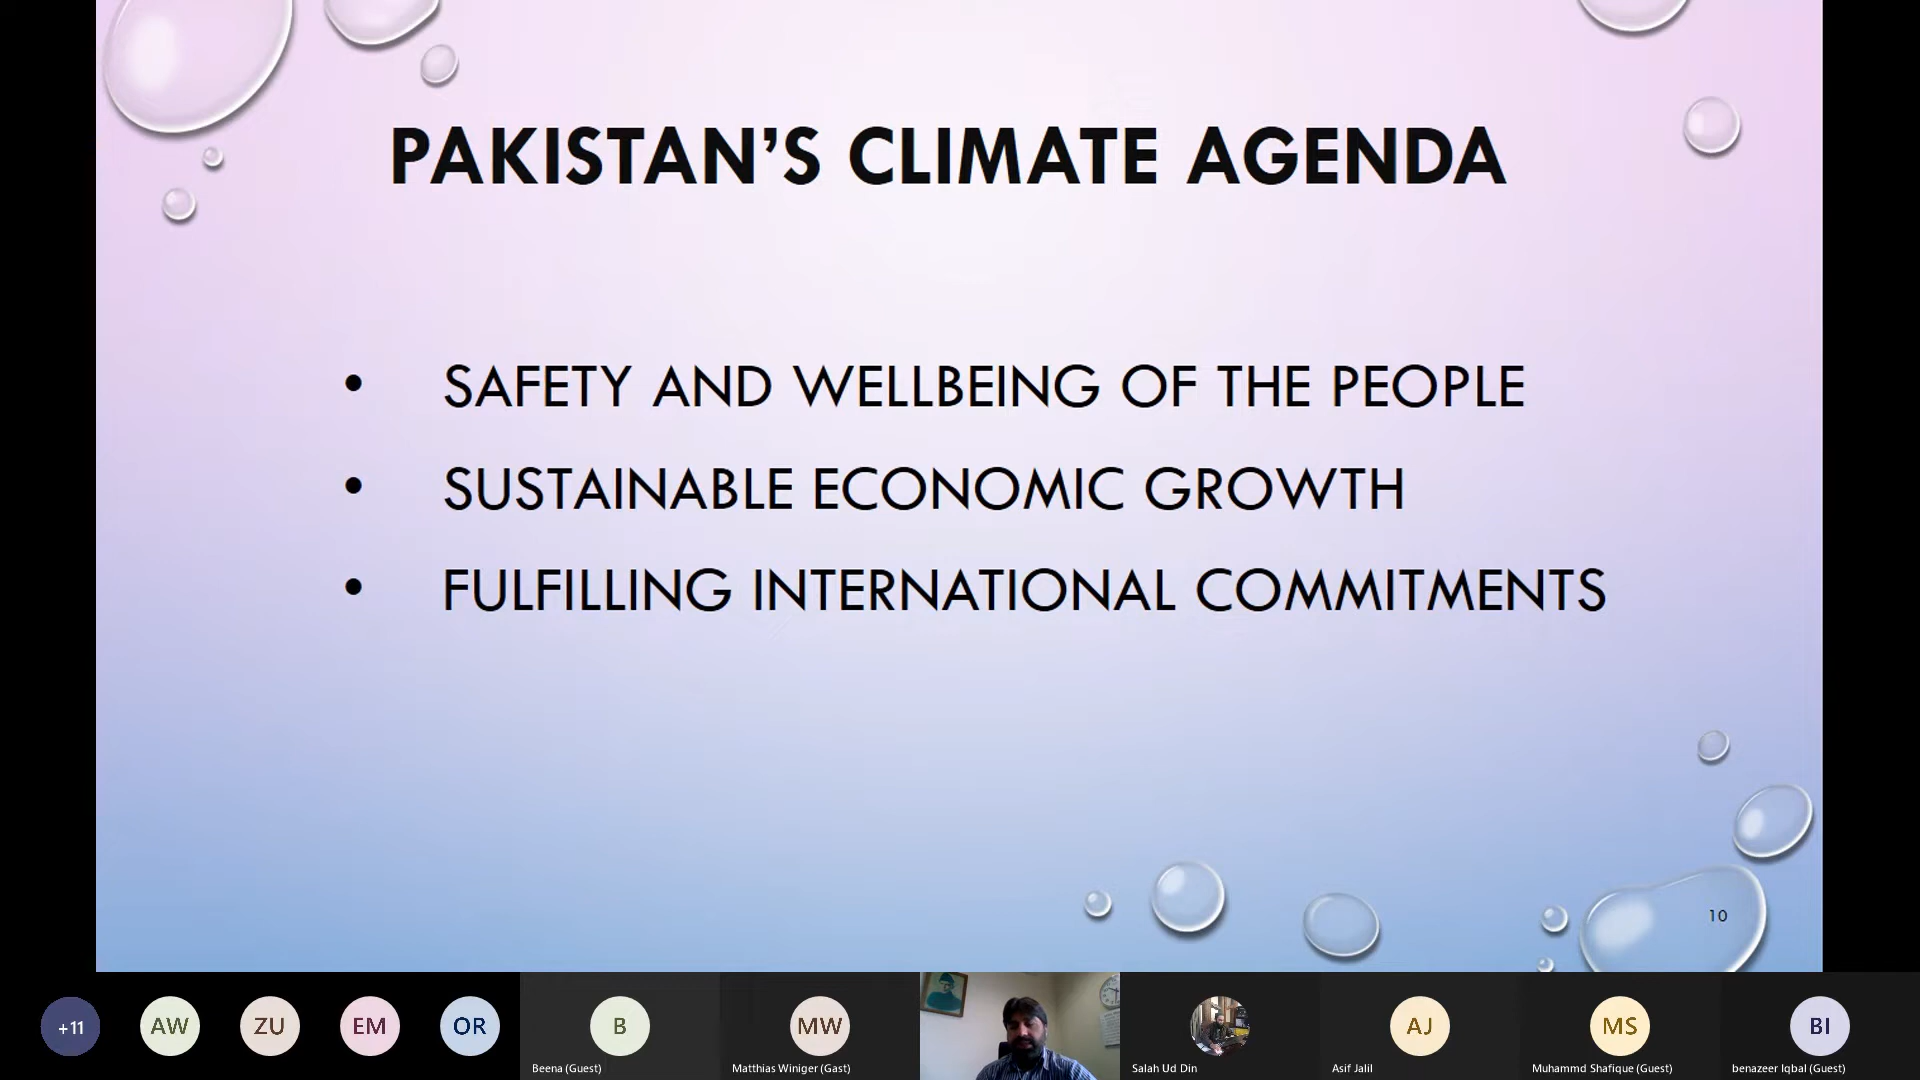 PAKISTAN’S CLIMATE AGENDA
• SAFETY AND WELLBEING OF THE PEOPLE
• SUSTAINABLE ECONOMIC GROWTH
• FULFILLING INTERNATIONAL COMMITMENTS
10
+11
AW
ZU
EM
OR
B
MW
AJ
MS
BI
Beena (Guest)
Matthias Winiger (Gast)
Salah Ud Din
Asif Jalil
Muhammd Shafique (Guest)
benazeer Iqbal (Guest)